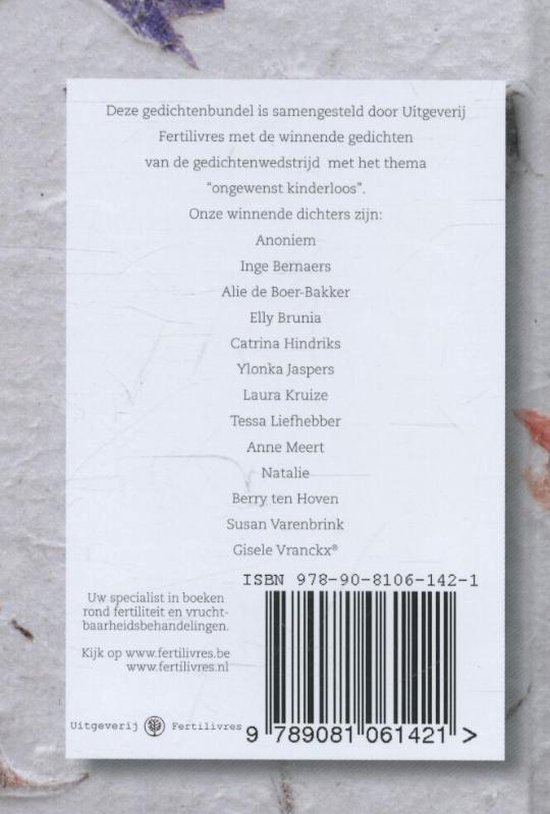 Deze gedichtenbundel is samengesteld door Uitgeverij
Fertilivres met de winnende gedichten
van de gedichtenwedstrijd met het thema
"ongewenst kinderloos".
Onze winnende dichters zijn:
Anoniem
Inge Bernaers
Alie de Boer-Bakker
Elly Brunia
Catrina Hindriks
Ylonka Jaspers
Laura Kruize
Tessa Liefhebber
Anne Meert
Natalie
Berry ten Hoven
Susan Varenbrink
Gisele Vranckx®
ISBN 978-90-8106-142-1
Uw specialist in boeken
rond fertiliteit en vrucht-
baarheidsbehandelingen.
Kijk op www.fertilivres.be
www.fertilivres.nl
Uitgeverij Fertilivres
9 789081 061421 >